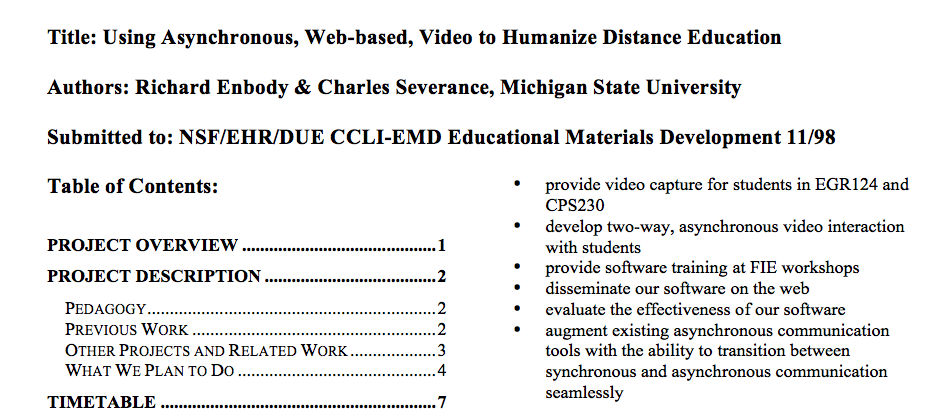 Title: Using Asynchronous, Web-based, Video to Humanize Distance Education
Authors: Richard Enbody & Charles Severance, Michigan State University
Submitted to: NSF/EHR/DUE CCLI-EMD Educational Materials Development 11/98
Table of Contents:
PROJECT OVERVIEW ..........................................1
PROJECT DESCRIPTION .....................................2
PEDAGOGY.......................................................2
PREVIOUS WORK ..............................................2
OTHER PROJECTS AND RELATED WORK.................3
WHAT WE PLAN TO DO ......................................4
TIMETABLE ............................................................7
• provide video capture for students in EGR124 and
CPS230
• develop two-way, asynchronous video interaction
with students
• provide software training at FIE workshops
• disseminate our software on the web
• evaluate the effectiveness of our software
• augment existing asynchronous communication
tools with the ability to transition between
synchronous and asynchronous communication
seamlessly